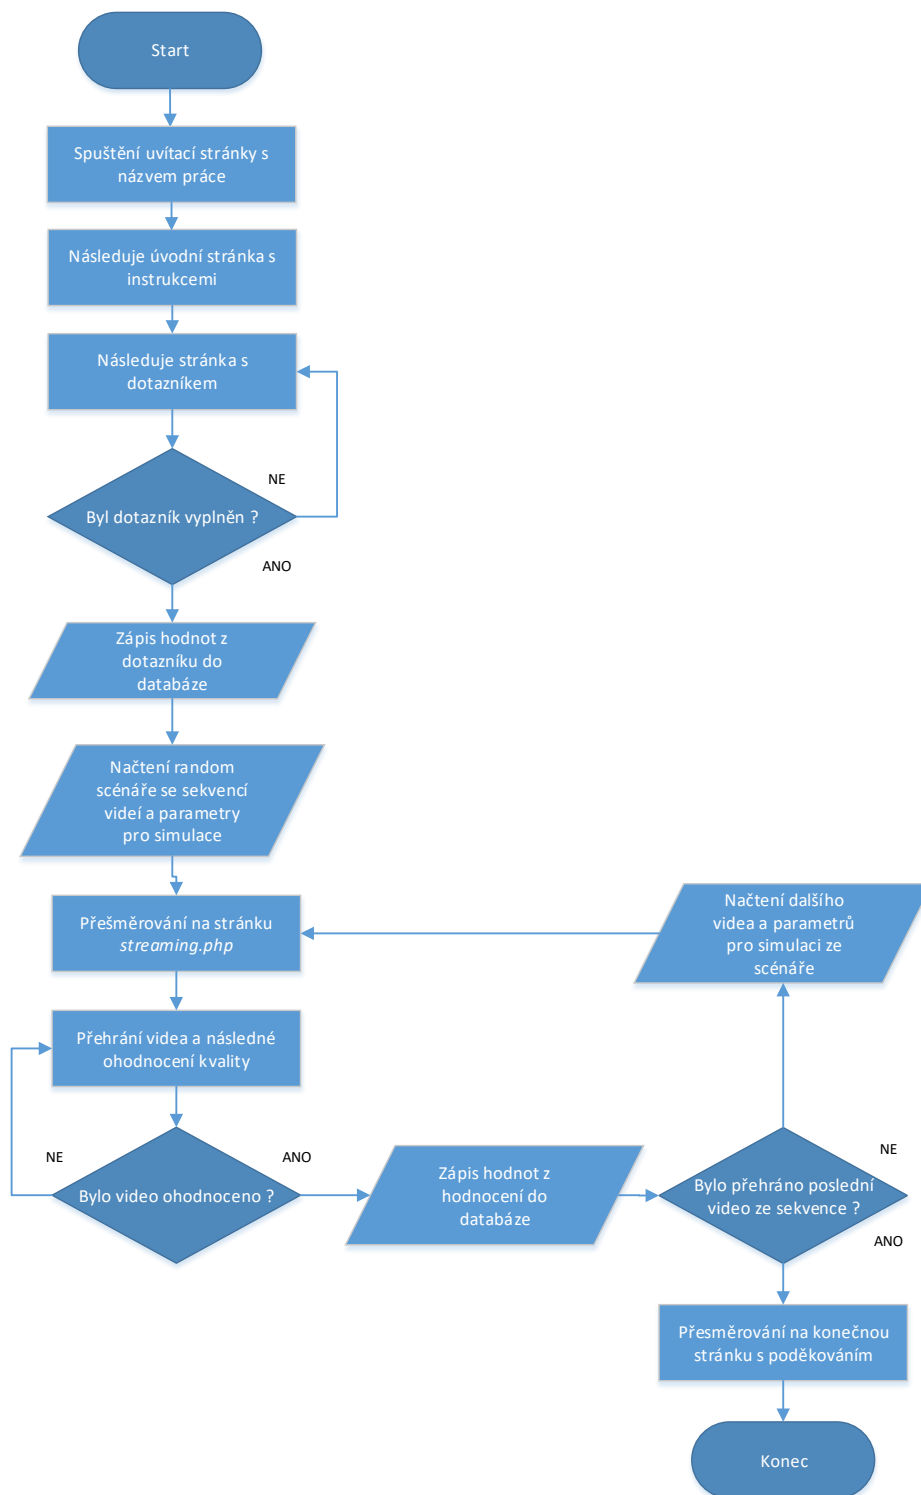 Start
Spuštění uvítací stránky s
názvem práce
Následuje úvodní stránka s
instrukcemi
Následuje stránka s
dotazníkem
NE
Byl dotazník vyplněn ?
ANO
Zápis hodnot z
dotazníku do
databáze
Načtení random
scénáře se sekvencí
videí a parametry
pro simulace
Přešměrování na stránku
streaming.php
Načtení dalšího
videa a parametrů
pro simulaci ze
scénáře
Přehrání videa a následné
ohodnocení kvality
NE
ANO
Bylo video ohodnoceno ?
Zápis hodnot z
hodnocení do
databáze
NE
Bylo přehráno poslední
video ze sekvence ?
ANO
Přesměrování na konečnou
stránku s poděkováním
Konec